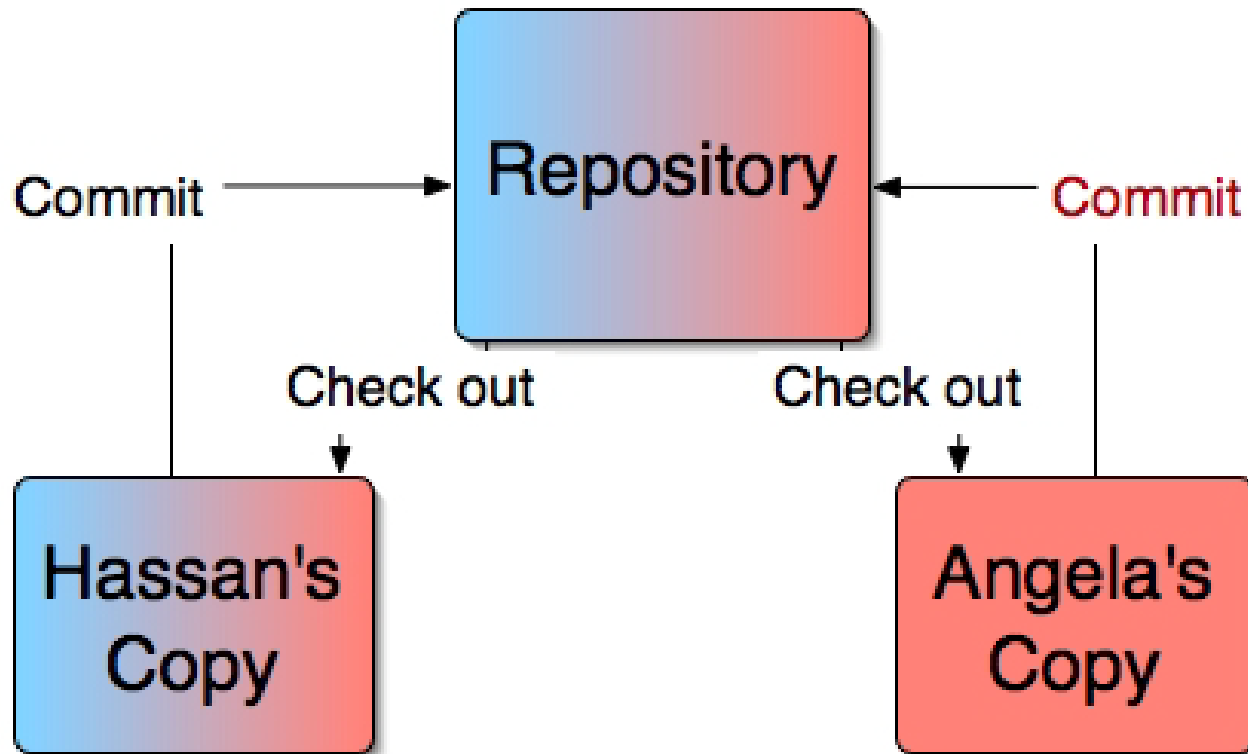 Repository
Commit
Commit
Check out
Check out
Hassan's
Copy
Angela's
Copy